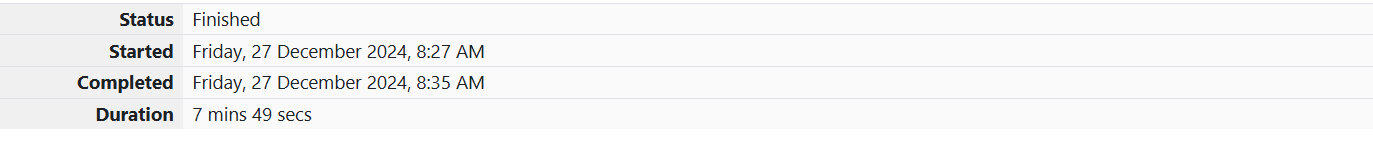 Status Finished
Started Friday, 27 December 2024, 8:27 AM
Completed Friday, 27 December 2024, 8:35 AM
Duration 7 mins 49 secs